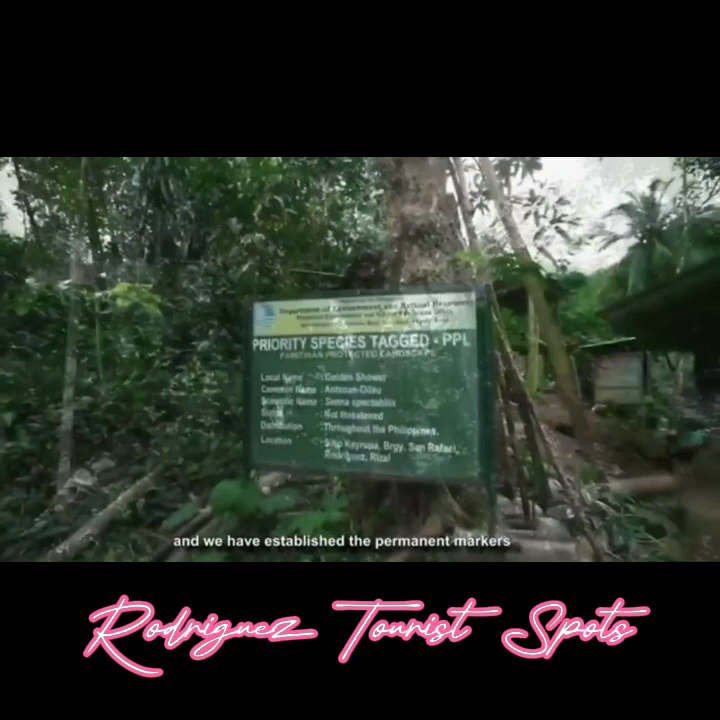 Department of Environment and Natural Resources
PRIORITY SPECIES TAGGED - PPL
PAMITINAN PROTECTED LANDSCAPE
Local Name : Golden Shower
Common Name : Antsoan-Dilau
Scientific Name : Senna spectabilis
Status : Not threatened
Distribution : Throughout the Philippines.
Location : Sitio Kayrupa, Brgy. San Rafael,
Rodriguez, Rizal
and we have established the permanent markers
Rodriguez Tourist Spots